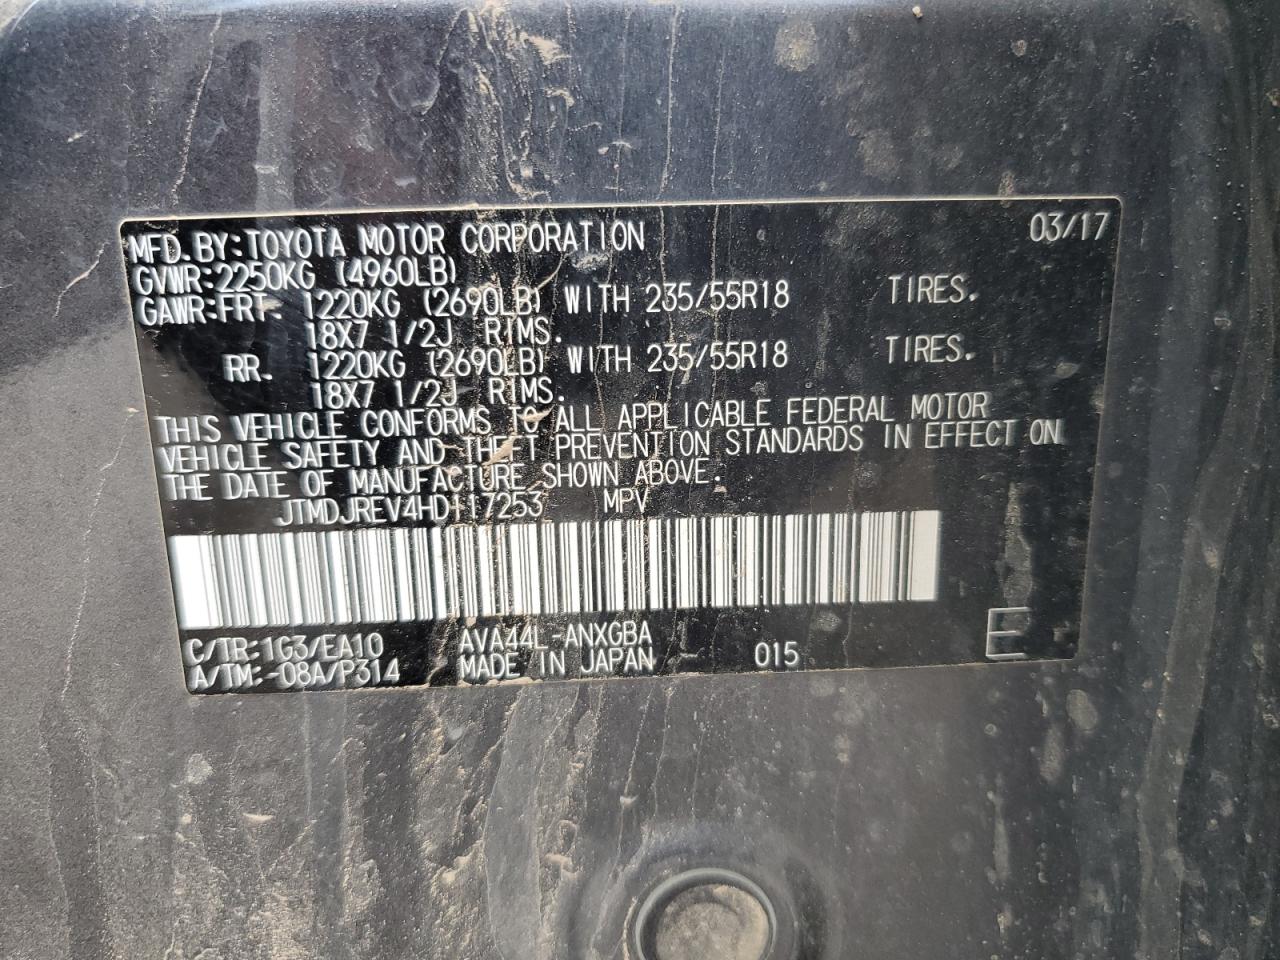 MFD.BY:TOYOTA MOTOR CORPORATION 03/17
GVWR:2250KG (4960LB)
GAWR:FRT. 1220KG (2690LB) WITH 235/55R18 TIRES.
18X7 1/2J RIMS.
RR. 1220KG (2690LB) WITH 235/55R18 TIRES.
18X7 1/2J RIMS.
THIS VEHICLE CONFORMS TO ALL APPLICABLE FEDERAL MOTOR
VEHICLE SAFETY AND THEFT PREVENTION STANDARDS IN EFFECT ON
THE DATE OF MANUFACTURE SHOWN ABOVE.
JTMDJREV4HD117253 MPV
C/TR:1G3/EA10 AVA44L-ANXGBA
A/TM:-08A/P314 MADE IN JAPAN 015 E